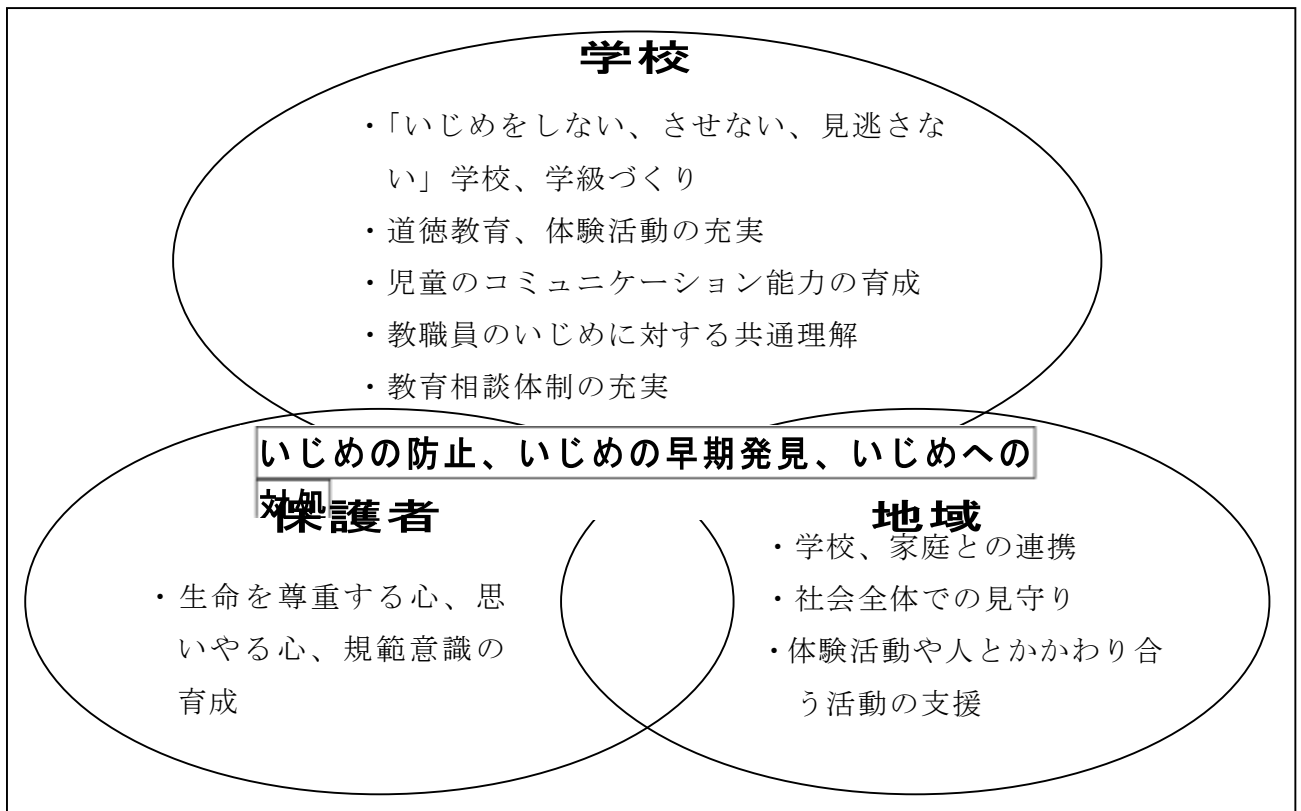 学校
・「いじめをしない、させない、見逃さな
い」学校、学級づくり
・道徳教育、体験活動の充実
・児童のコミュニケーション能力の育成
・教職員のいじめに対する共通理解
・教育相談体制の充実
いじめの防止、いじめの早期発見、いじめへの
対処
保護者
・生命を尊重する心、思
いやる心、規範意識の
育成
地域
・学校、家庭との連携
・社会全体での見守り
・体験活動や人とかかわり合
う活動の支援